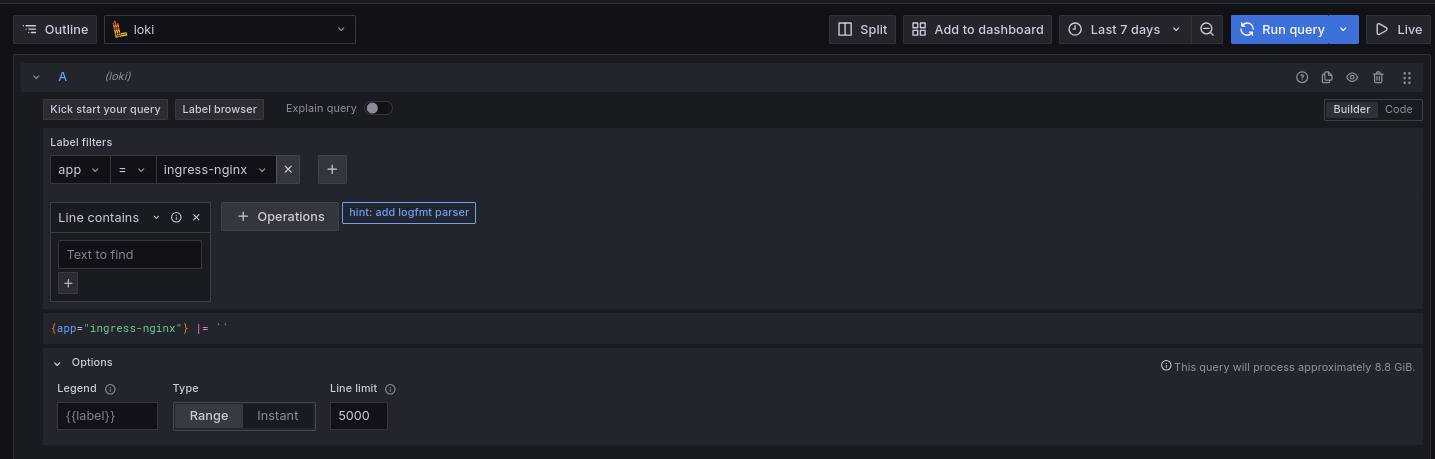 Outline loki Split Add to dashboard Last 7 days Run query Live
A (loki)
Kick start your query Label browser Explain query Builder Code
Label filters
app = ingress-nginx
Line contains Operations hint: add logfmt parser
Text to find
{app="ingress-nginx"} |= ``
Options This query will process approximately 8.8 GiB.
Legend Type Line limit
{{label}} Range Instant 5000